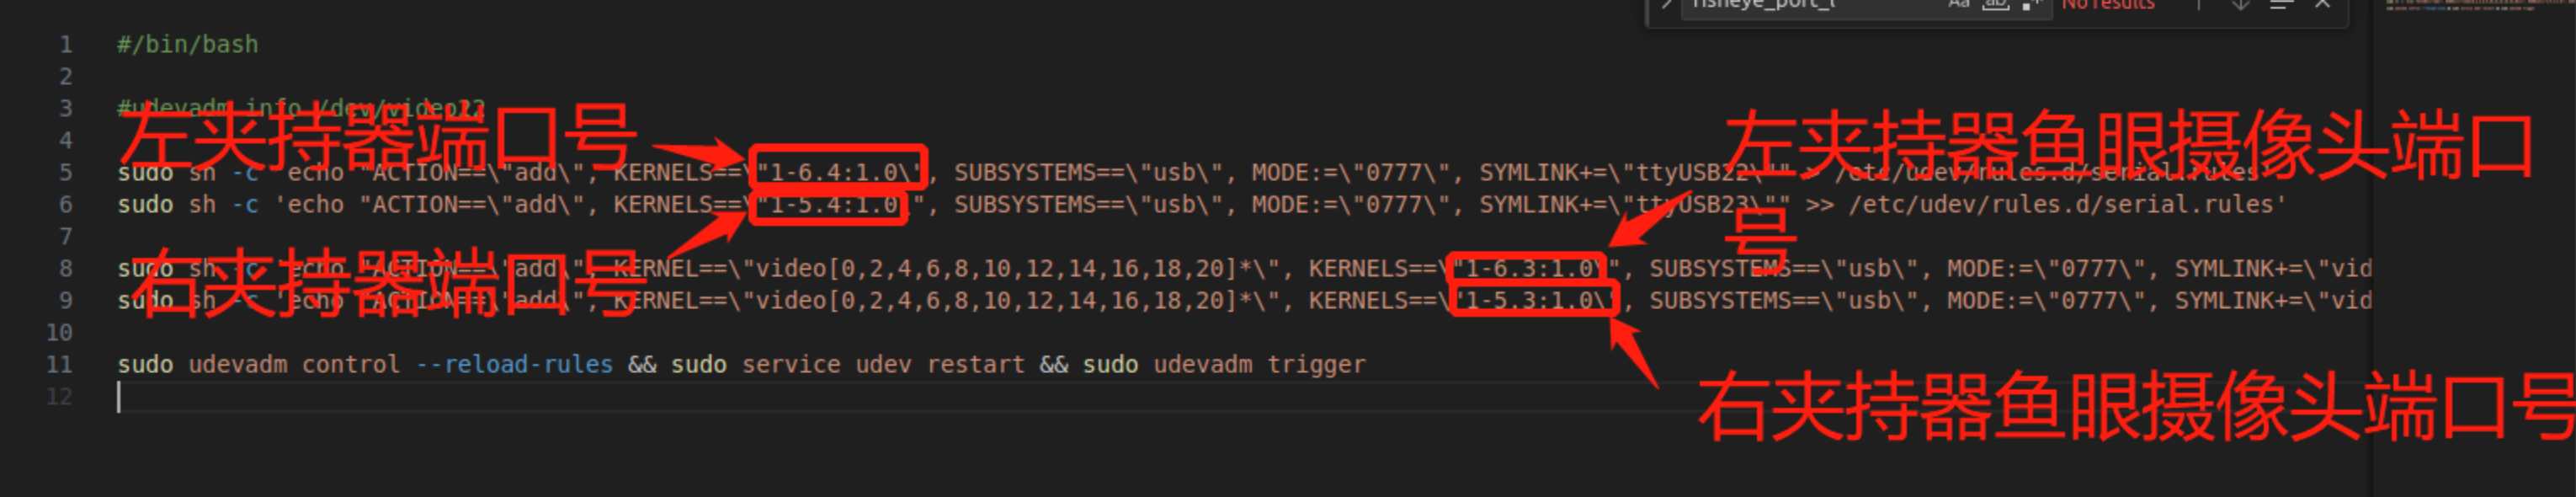 fisheye_port_l
Aa ab .* No results
1 #/bin/bash
2
3 #udevadm info /dev/video22
左夹持器端口号
左夹持器鱼眼摄像头端口号
4
5 sudo sh -c 'echo "ACTION==\"add\", KERNELS==\"1-6.4:1.0\", SUBSYSTEMS==\"usb\", MODE:=\"0777\", SYMLINK+=\"ttyUSB22\"" > /etc/udev/rules.d/serial.rules'
6 sudo sh -c 'echo "ACTION==\"add\", KERNELS==\"1-5.4:1.0\", SUBSYSTEMS==\"usb\", MODE:=\"0777\", SYMLINK+=\"ttyUSB23\"" >> /etc/udev/rules.d/serial.rules'
7
右夹持器端口号
8 sudo sh -c 'echo "ACTION==\"add\", KERNEL==\"video[0,2,4,6,8,10,12,14,16,18,20]*\", KERNELS==\"1-6.3:1.0\", SUBSYSTEMS==\"usb\", MODE:=\"0777\", SYMLINK+=\"vid
9 sudo sh -c 'echo "ACTION==\"add\", KERNEL==\"video[0,2,4,6,8,10,12,14,16,18,20]*\", KERNELS==\"1-5.3:1.0\", SUBSYSTEMS==\"usb\", MODE:=\"0777\", SYMLINK+=\"vid
10
11 sudo udevadm control --reload-rules && sudo service udev restart && sudo udevadm trigger
12
右夹持器鱼眼摄像头端口号